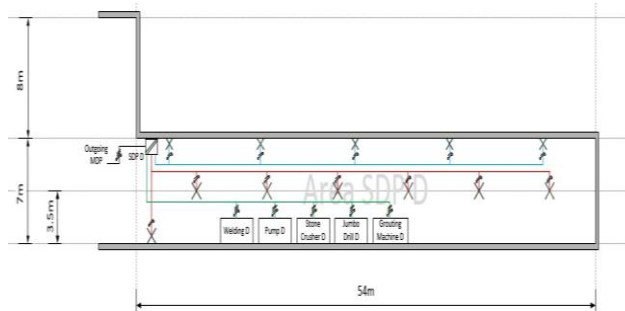 8m
Outgoing
MDP
SDP D
7m
3.5m
Area SDP D
Welding D
Pump D
Stone
Crusher D
Jumbo
Drill D
Grouting
Machine D
54m